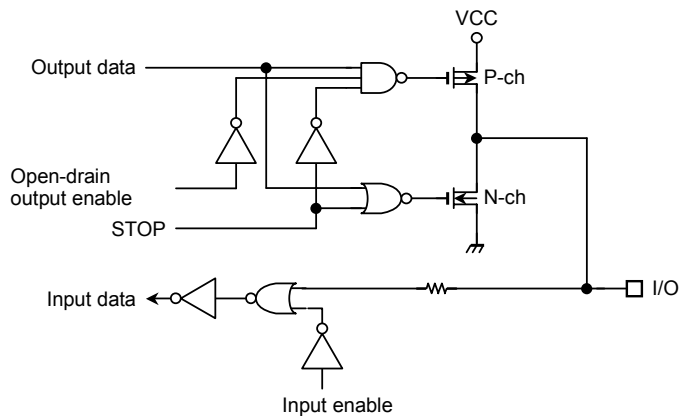 VCC
Output data
P-ch
Open-drain
output enable
N-ch
STOP
Input data
I/O
Input enable